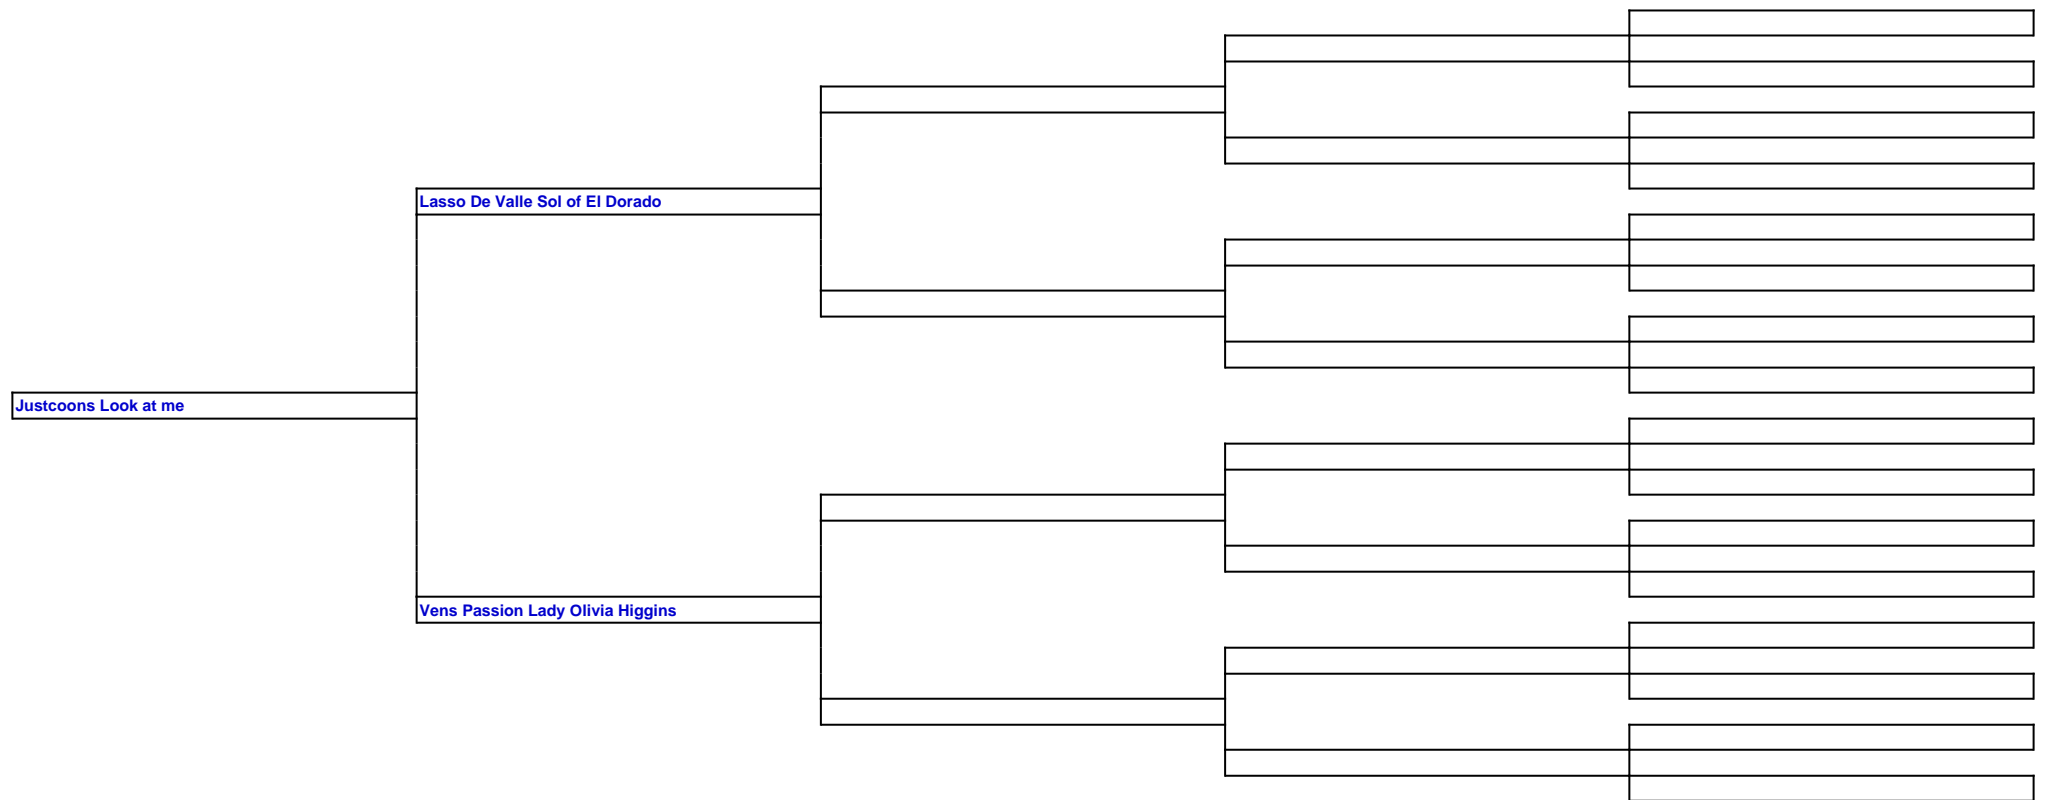 Lasso De Valle Sol of El Dorado
Justcoons Look at me
Vens Passion Lady Olivia Higgins